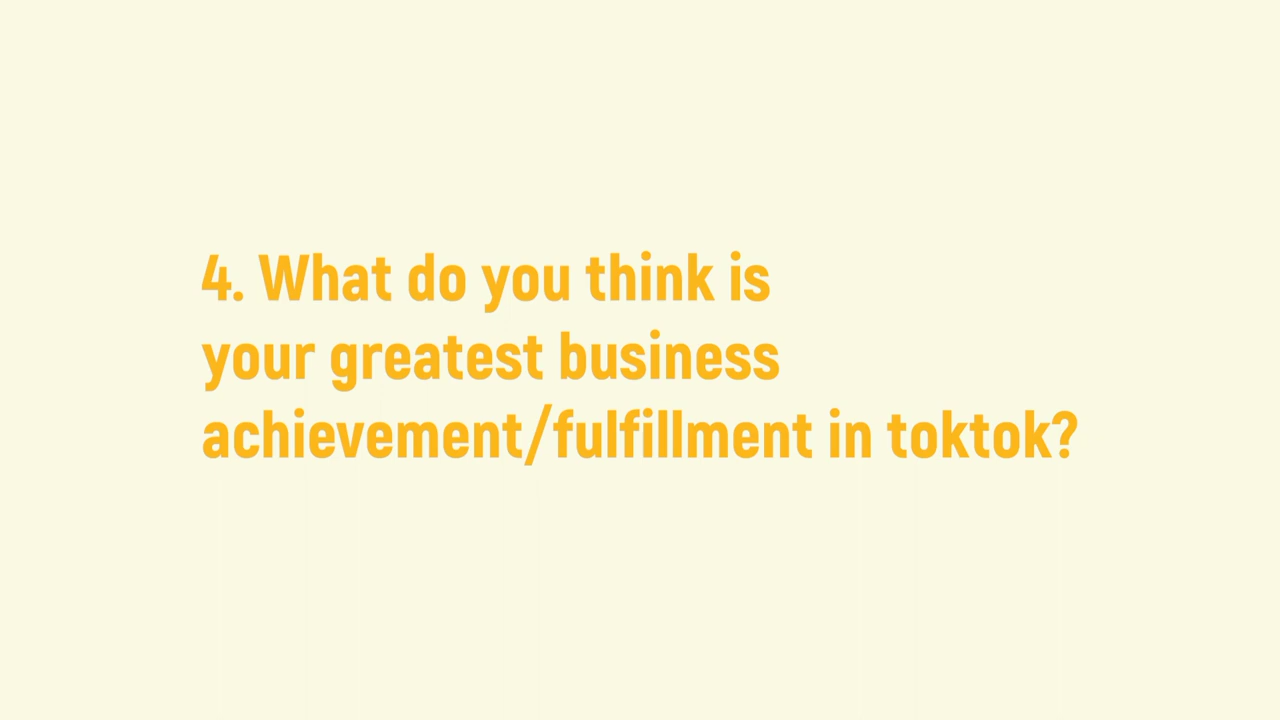 4. What do you think is
your greatest business
achievement/fulfillment in toktok?